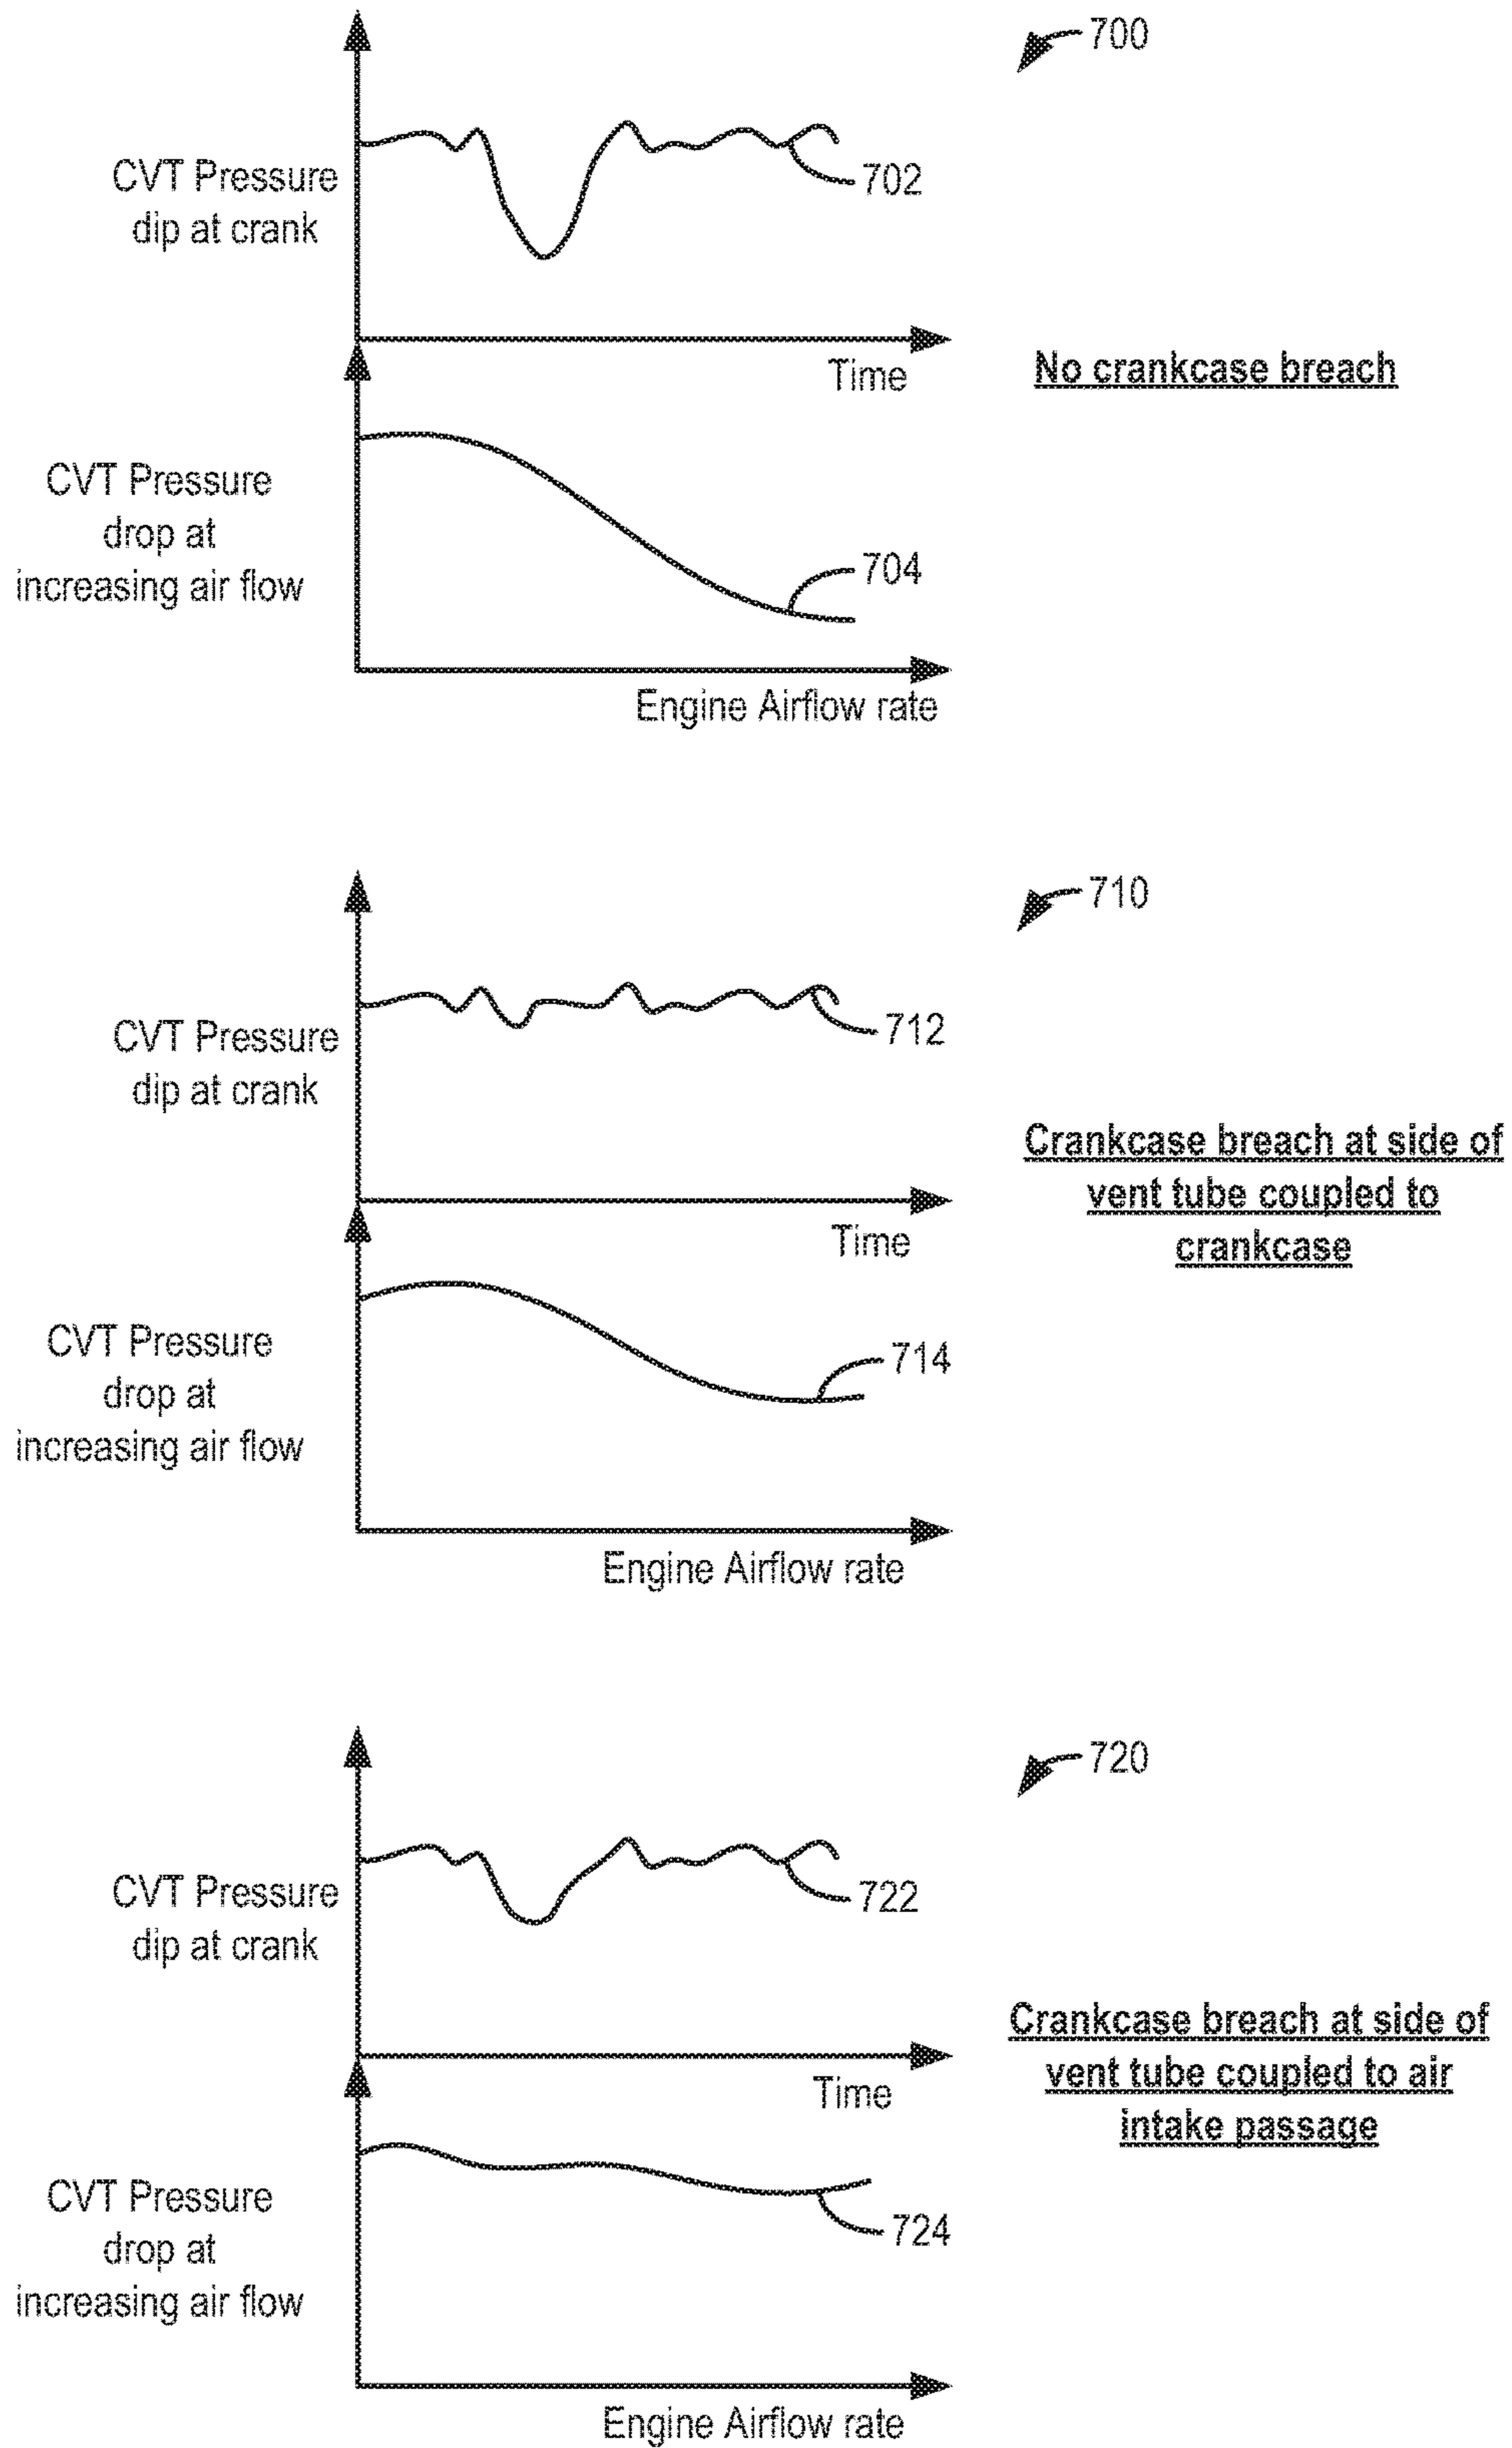 700
CVT Pressure
dip at crank
702
Time
No crankcase breach
CVT Pressure
drop at
increasing air flow
704
Engine Airflow rate
710
CVT Pressure
dip at crank
712
Time
Crankcase breach at side of
vent tube coupled to
crankcase
CVT Pressure
drop at
increasing air flow
714
Engine Airflow rate
720
CVT Pressure
dip at crank
722
Time
Crankcase breach at side of
vent tube coupled to air
intake passage
CVT Pressure
drop at
increasing air flow
724
Engine Airflow rate